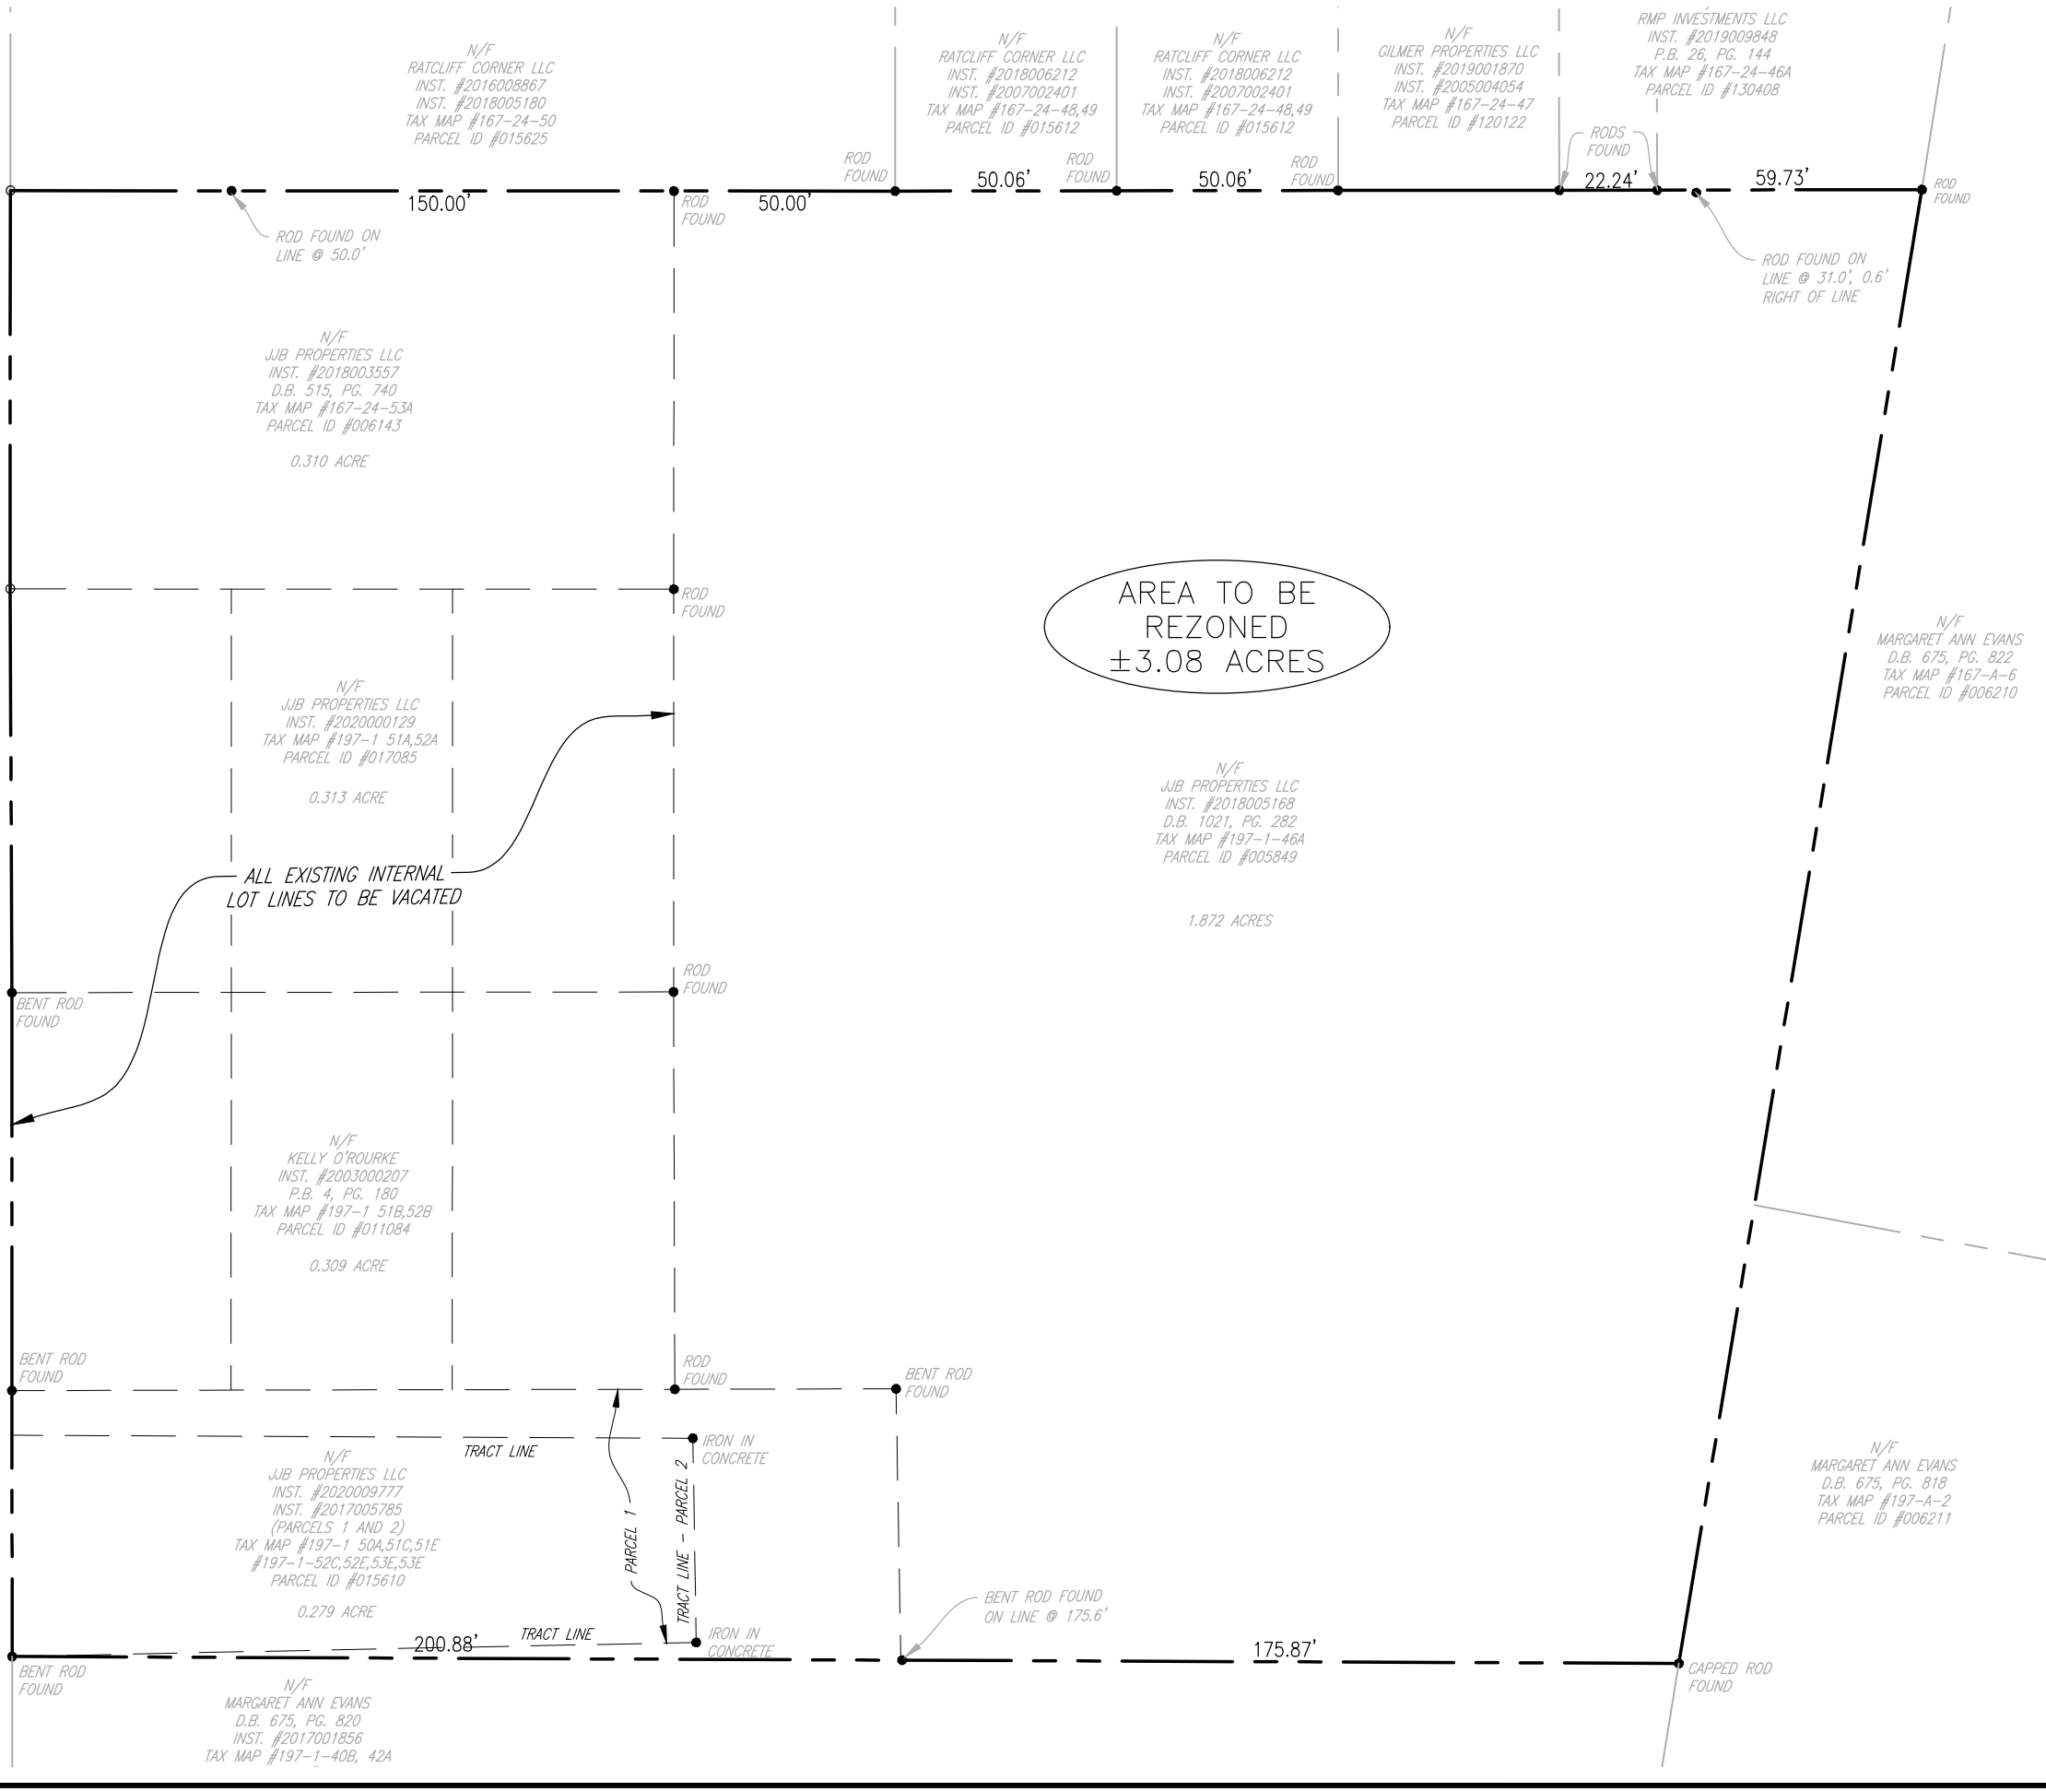 N/F
RATCLIFF CORNER LLC
INST. #2016008867
INST. #2018005180
TAX MAP #167-24-50
PARCEL ID #015625
N/F
RATCLIFF CORNER LLC
INST. #2018006212
INST. #2007002401
TAX MAP #167-24-48,49
PARCEL ID #015612
N/F
RATCLIFF CORNER LLC
INST. #2018006212
INST. #2007002401
TAX MAP #167-24-48,49
PARCEL ID #015612
N/F
GILMER PROPERTIES LLC
INST. #2019001870
INST. #2005004054
TAX MAP #167-24-47
PARCEL ID #120122
RMP INVESTMENTS LLC
INST. #2019009848
P.B. 26, PG. 144
TAX MAP #167-24-46A
PARCEL ID #130408
ROD
FOUND
ROD
FOUND
ROD
FOUND
RODS
FOUND
150.00'
50.00'
50.06'
50.06'
22.24'
59.73'
ROD
FOUND
ROD
FOUND
ROD FOUND ON
LINE @ 50.0'
ROD FOUND ON
LINE @ 31.0', 0.6'
RIGHT OF LINE
N/F
JJB PROPERTIES LLC
INST. #2018003557
D.B. 515, PG. 740
TAX MAP #167-24-53A
PARCEL ID #006143
0.310 ACRE
ROD
FOUND
AREA TO BE
REZONED
±3.08 ACRES
N/F
MARGARET ANN EVANS
D.B. 675, PG. 822
TAX MAP #167-A-6
PARCEL ID #006210
N/F
JJB PROPERTIES LLC
INST. #2020000129
TAX MAP #197-1 51A,52A
PARCEL ID #017085
0.313 ACRE
N/F
JJB PROPERTIES LLC
INST. #2018005168
D.B. 1021, PG. 282
TAX MAP #197-1-46A
PARCEL ID #005849
1.872 ACRES
ALL EXISTING INTERNAL
LOT LINES TO BE VACATED
ROD
FOUND
BENT ROD
FOUND
N/F
KELLY O'ROURKE
INST. #2003000207
P.B. 4, PG. 180
TAX MAP #197-1 51B,52B
PARCEL ID #011084
0.309 ACRE
BENT ROD
FOUND
ROD
FOUND
BENT ROD
FOUND
TRACT LINE
IRON IN
CONCRETE
N/F
JJB PROPERTIES LLC
INST. #2020009777
INST. #2017005785
(PARCELS 1 AND 2)
TAX MAP #197-1 50A,51C,51E
#197-1-52C,52E,53E,53E
PARCEL ID #015610
0.279 ACRE
PARCEL 1
TRACT LINE - PARCEL 2
N/F
MARGARET ANN EVANS
D.B. 675, PG. 818
TAX MAP #197-A-2
PARCEL ID #006211
BENT ROD FOUND
ON LINE @ 175.6'
TRACT LINE
200.88'
IRON IN
CONCRETE
175.87'
BENT ROD
FOUND
CAPPED ROD
FOUND
N/F
MARGARET ANN EVANS
D.B. 675, PG. 820
INST. #2017001856
TAX MAP #197-1-40B, 42A